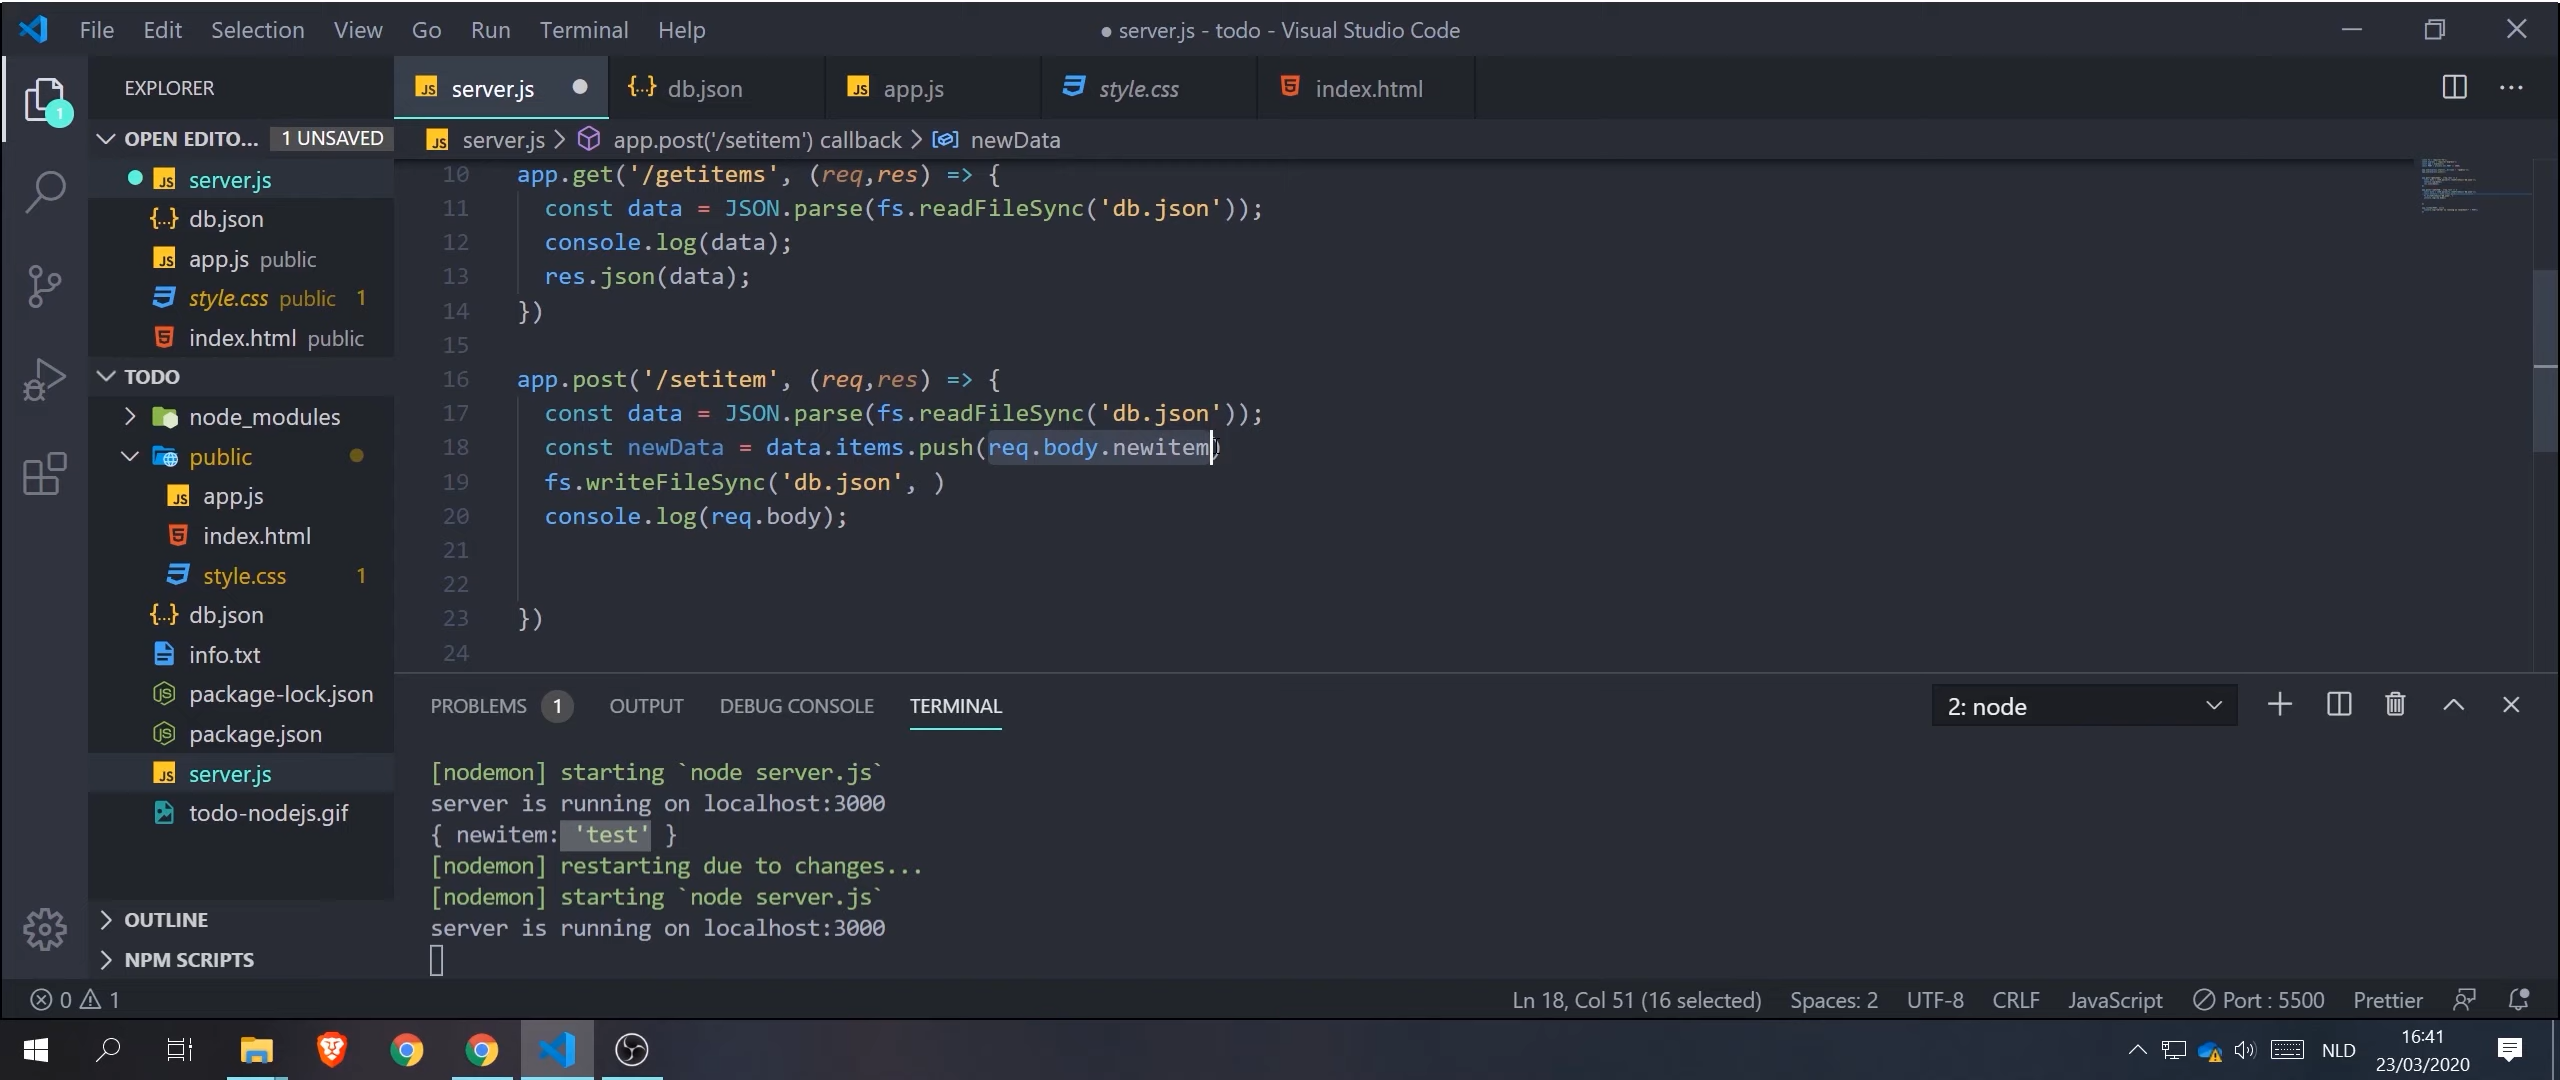 File Edit Selection View Go Run Terminal Help ● server.js - todo - Visual Studio Code
EXPLORER
OPEN EDITO... 1 UNSAVED
server.js
db.json
app.js public
style.css public 1
index.html public
TODO
node_modules
public
app.js
index.html
style.css 1
db.json
info.txt
package-lock.json
package.json
server.js
todo-nodejs.gif
OUTLINE
NPM SCRIPTS
1
server.js db.json app.js style.css index.html
server.js > app.post('/setitem') callback > newData
10 app.get('/getitems', (req,res) => {
11 const data = JSON.parse(fs.readFileSync('db.json'));
12 console.log(data);
13 res.json(data);
14 })
15
16 app.post('/setitem', (req,res) => {
17 const data = JSON.parse(fs.readFileSync('db.json'));
18 const newData = data.items.push(req.body.newitem)
19 fs.writeFileSync('db.json', )
20 console.log(req.body);
21
22
23 })
24
PROBLEMS 1 OUTPUT DEBUG CONSOLE TERMINAL 2: node
[nodemon] starting `node server.js`
server is running on localhost:3000
{ newitem: 'test' }
[nodemon] restarting due to changes...
[nodemon] starting `node server.js`
server is running on localhost:3000
0 1 Ln 18, Col 51 (16 selected) Spaces: 2 UTF-8 CRLF JavaScript Port : 5500 Prettier
NLD 16:41
23/03/2020